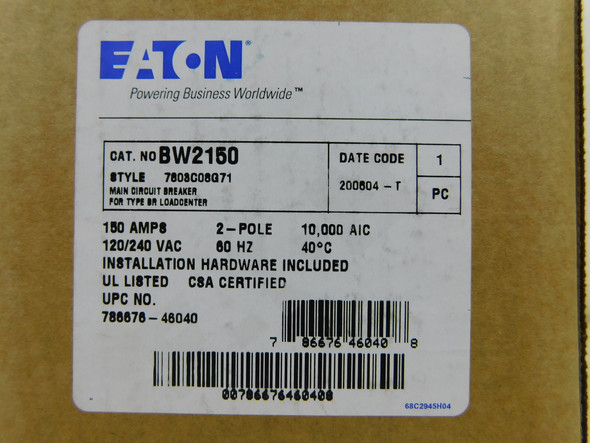 EATON®
Powering Business Worldwide™
CAT. NO BW2150
STYLE 7803C08G71
MAIN CIRCUIT BREAKER
FOR TYPE BR LOADCENTER
DATE CODE 1
200804-T PC
150 AMPS 2-POLE 10,000 AIC
120/240 VAC 60 HZ 40°C
INSTALLATION HARDWARE INCLUDED
UL LISTED CSA CERTIFIED
UPC NO.
786676-46040
7 86676 46040 8
00786676460408
68C2945H04